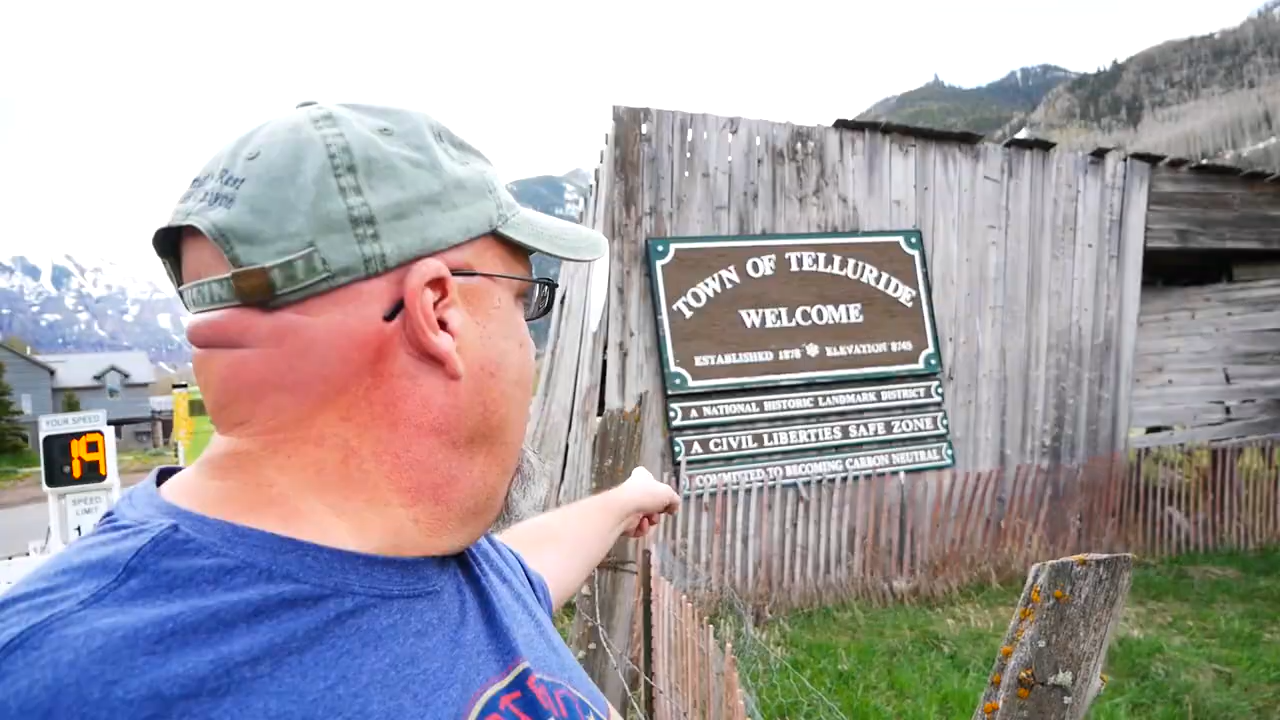 TOWN OF TELLURIDE
WELCOME
ESTABLISHED 1878 ELEVATION 8745
A NATIONAL HISTORIC LANDMARK DISTRICT
A CIVIL LIBERTIES SAFE ZONE
COMMITTED TO BECOMING CARBON NEUTRAL
YOUR SPEED
19
SPEED
LIMIT
Rest